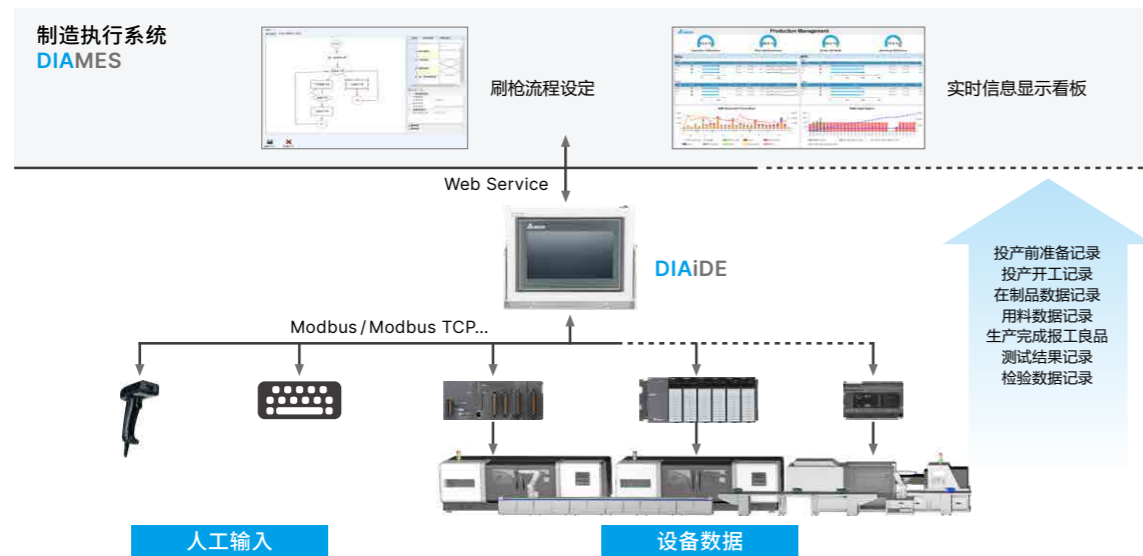 制造执行系统
DIAMES
Production Management
刷枪流程设定
实时信息显示看板
Web Service
DIAiDE
Modbus / Modbus TCP...
投产前准备记录
投产开工记录
在制品数据记录
用料数据记录
生产完成报工良品
测试结果记录
检验数据记录
人工输入
设备数据